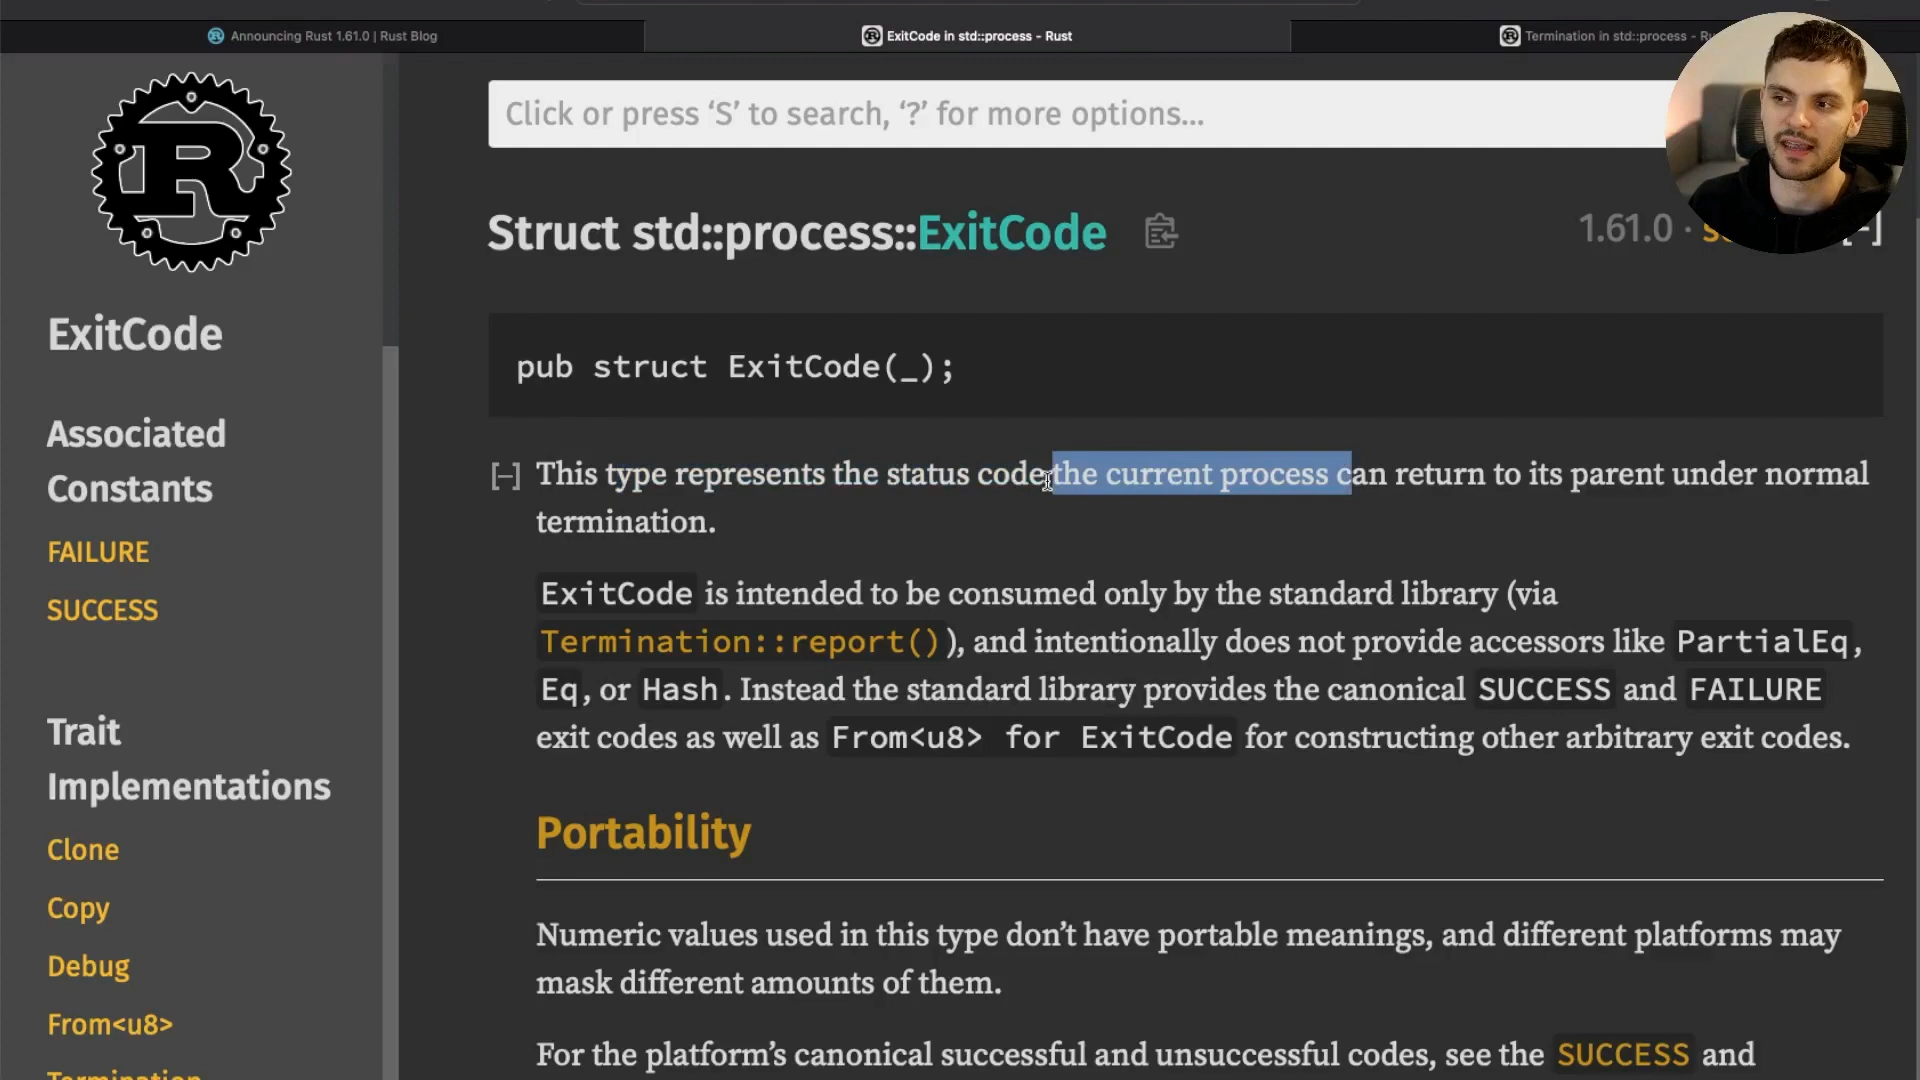 Announcing Rust 1.61.0 | Rust Blog
ExitCode in std::process - Rust
Termination in std::process -
Click or press ‘S’ to search, ‘?’ for more options...
Struct std::process::ExitCode
1.61.0 ·
[-]
pub struct ExitCode(_);
[-] This type represents the status code the current process can return to its parent under normal
termination.
ExitCode is intended to be consumed only by the standard library (via
Termination::report()), and intentionally does not provide accessors like PartialEq,
Eq, or Hash. Instead the standard library provides the canonical SUCCESS and FAILURE
exit codes as well as From<u8> for ExitCode for constructing other arbitrary exit codes.
Portability
Numeric values used in this type don’t have portable meanings, and different platforms may
mask different amounts of them.
For the platform’s canonical successful and unsuccessful codes, see the SUCCESS and
ExitCode
Associated
Constants
FAILURE
SUCCESS
Trait
Implementations
Clone
Copy
Debug
From<u8>
Termination